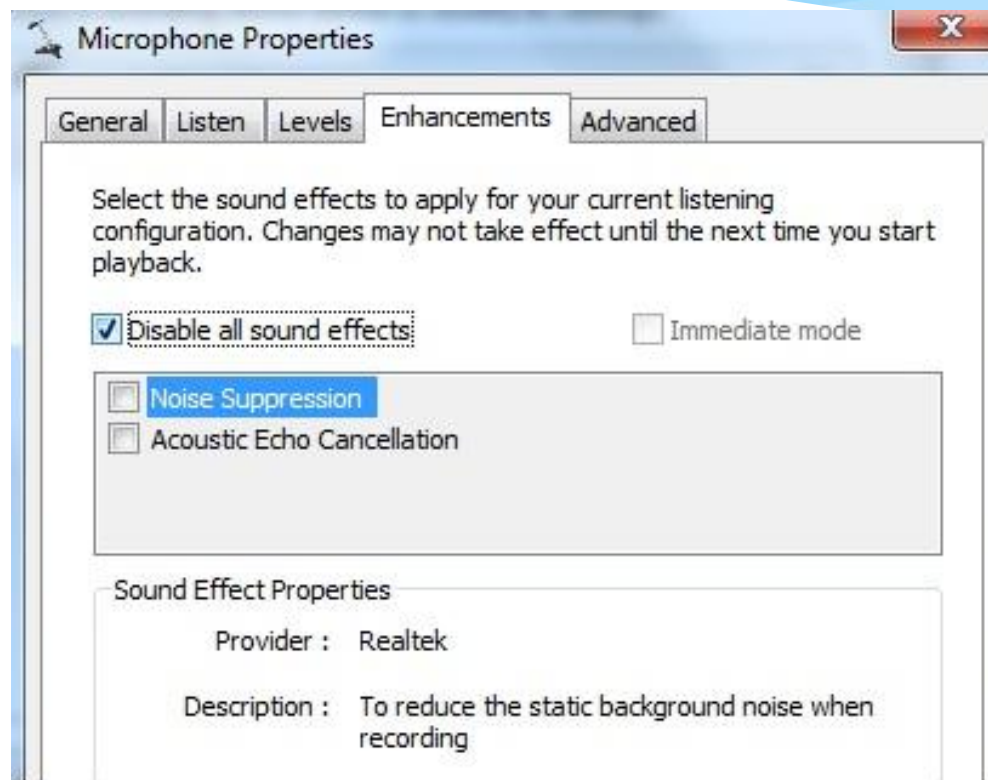 Microphone Properties
General Listen Levels Enhancements Advanced
Select the sound effects to apply for your current listening
configuration. Changes may not take effect until the next time you start
playback.
Disable all sound effects Immediate mode
Noise Suppression
Acoustic Echo Cancellation
Sound Effect Properties
Provider : Realtek
Description : To reduce the static background noise when
recording